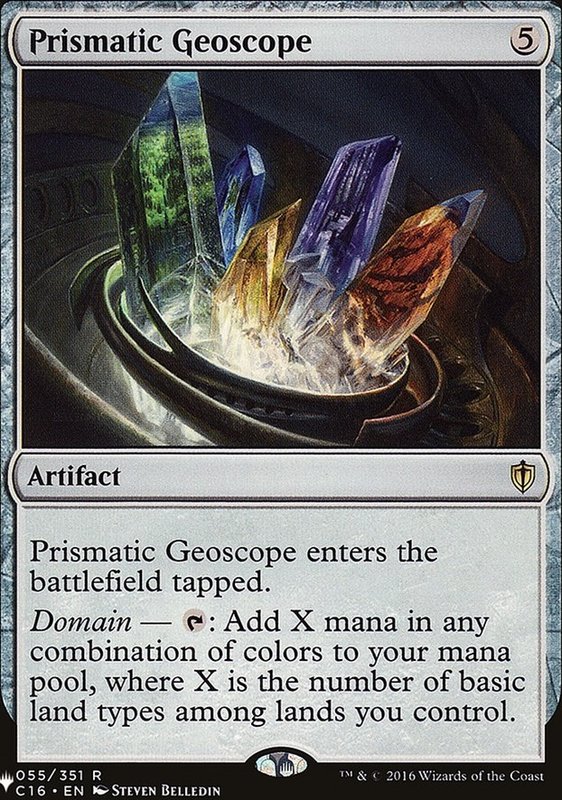 Prismatic Geoscope 5
Artifact
Prismatic Geoscope enters the
battlefield tapped.
Domain — : Add X mana in any
combination of colors to your mana
pool, where X is the number of basic
land types among lands you control.
055/351 R
C16 • EN Steven Belledin
™ & © 2016 Wizards of the Coast